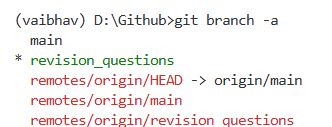 (vaibhav) D:\Github>git branch -a
main
* revision_questions
remotes/origin/HEAD -> origin/main
remotes/origin/main
remotes/origin/revision_questions